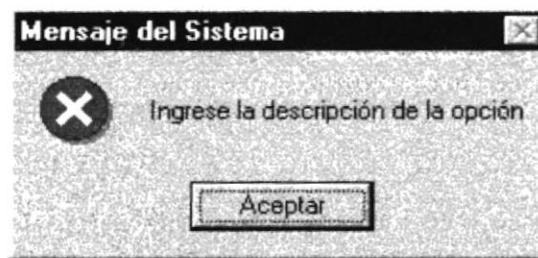 Mensaje del Sistema
Ingrese la descripción de la opción
Aceptar